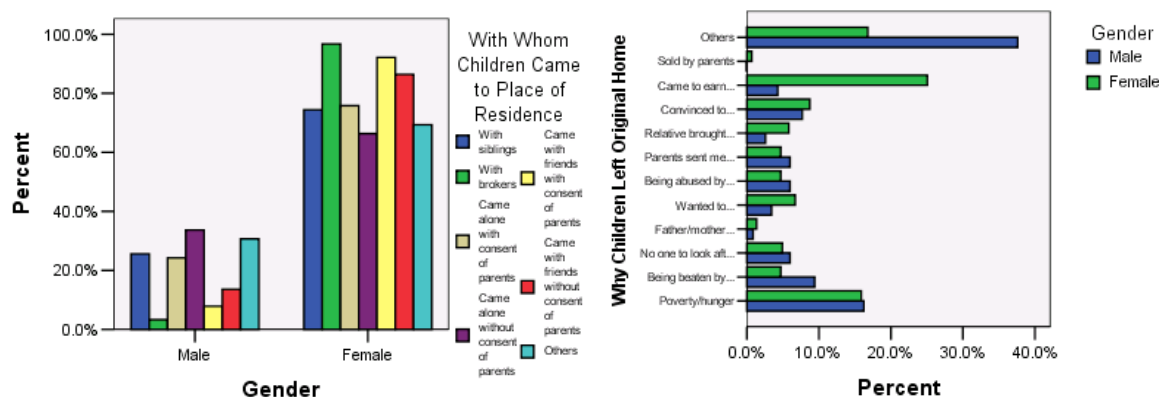 100.0%
80.0%
60.0%
40.0%
20.0%
0.0%
Percent
Male
Female
Gender
With Whom
Children Came
to Place of
Residence
With
siblings
With
brokers
Came
alone
with
consent
of
parents
Came
alone
without
consent
of
parents
Came
with
friends
with
consent
of
parents
Came
with
friends
without
consent
of
parents
Others
Why Children Left Original Home
Others
Sold by parents
Came to earn...
Convinced to...
Relative brought...
Parents sent me...
Being abused by...
Wanted to...
Father/mother...
No one to look aft...
Being beaten by...
Poverty/hunger
0.0%
10.0%
20.0%
30.0%
40.0%
Percent
Gender
Male
Female